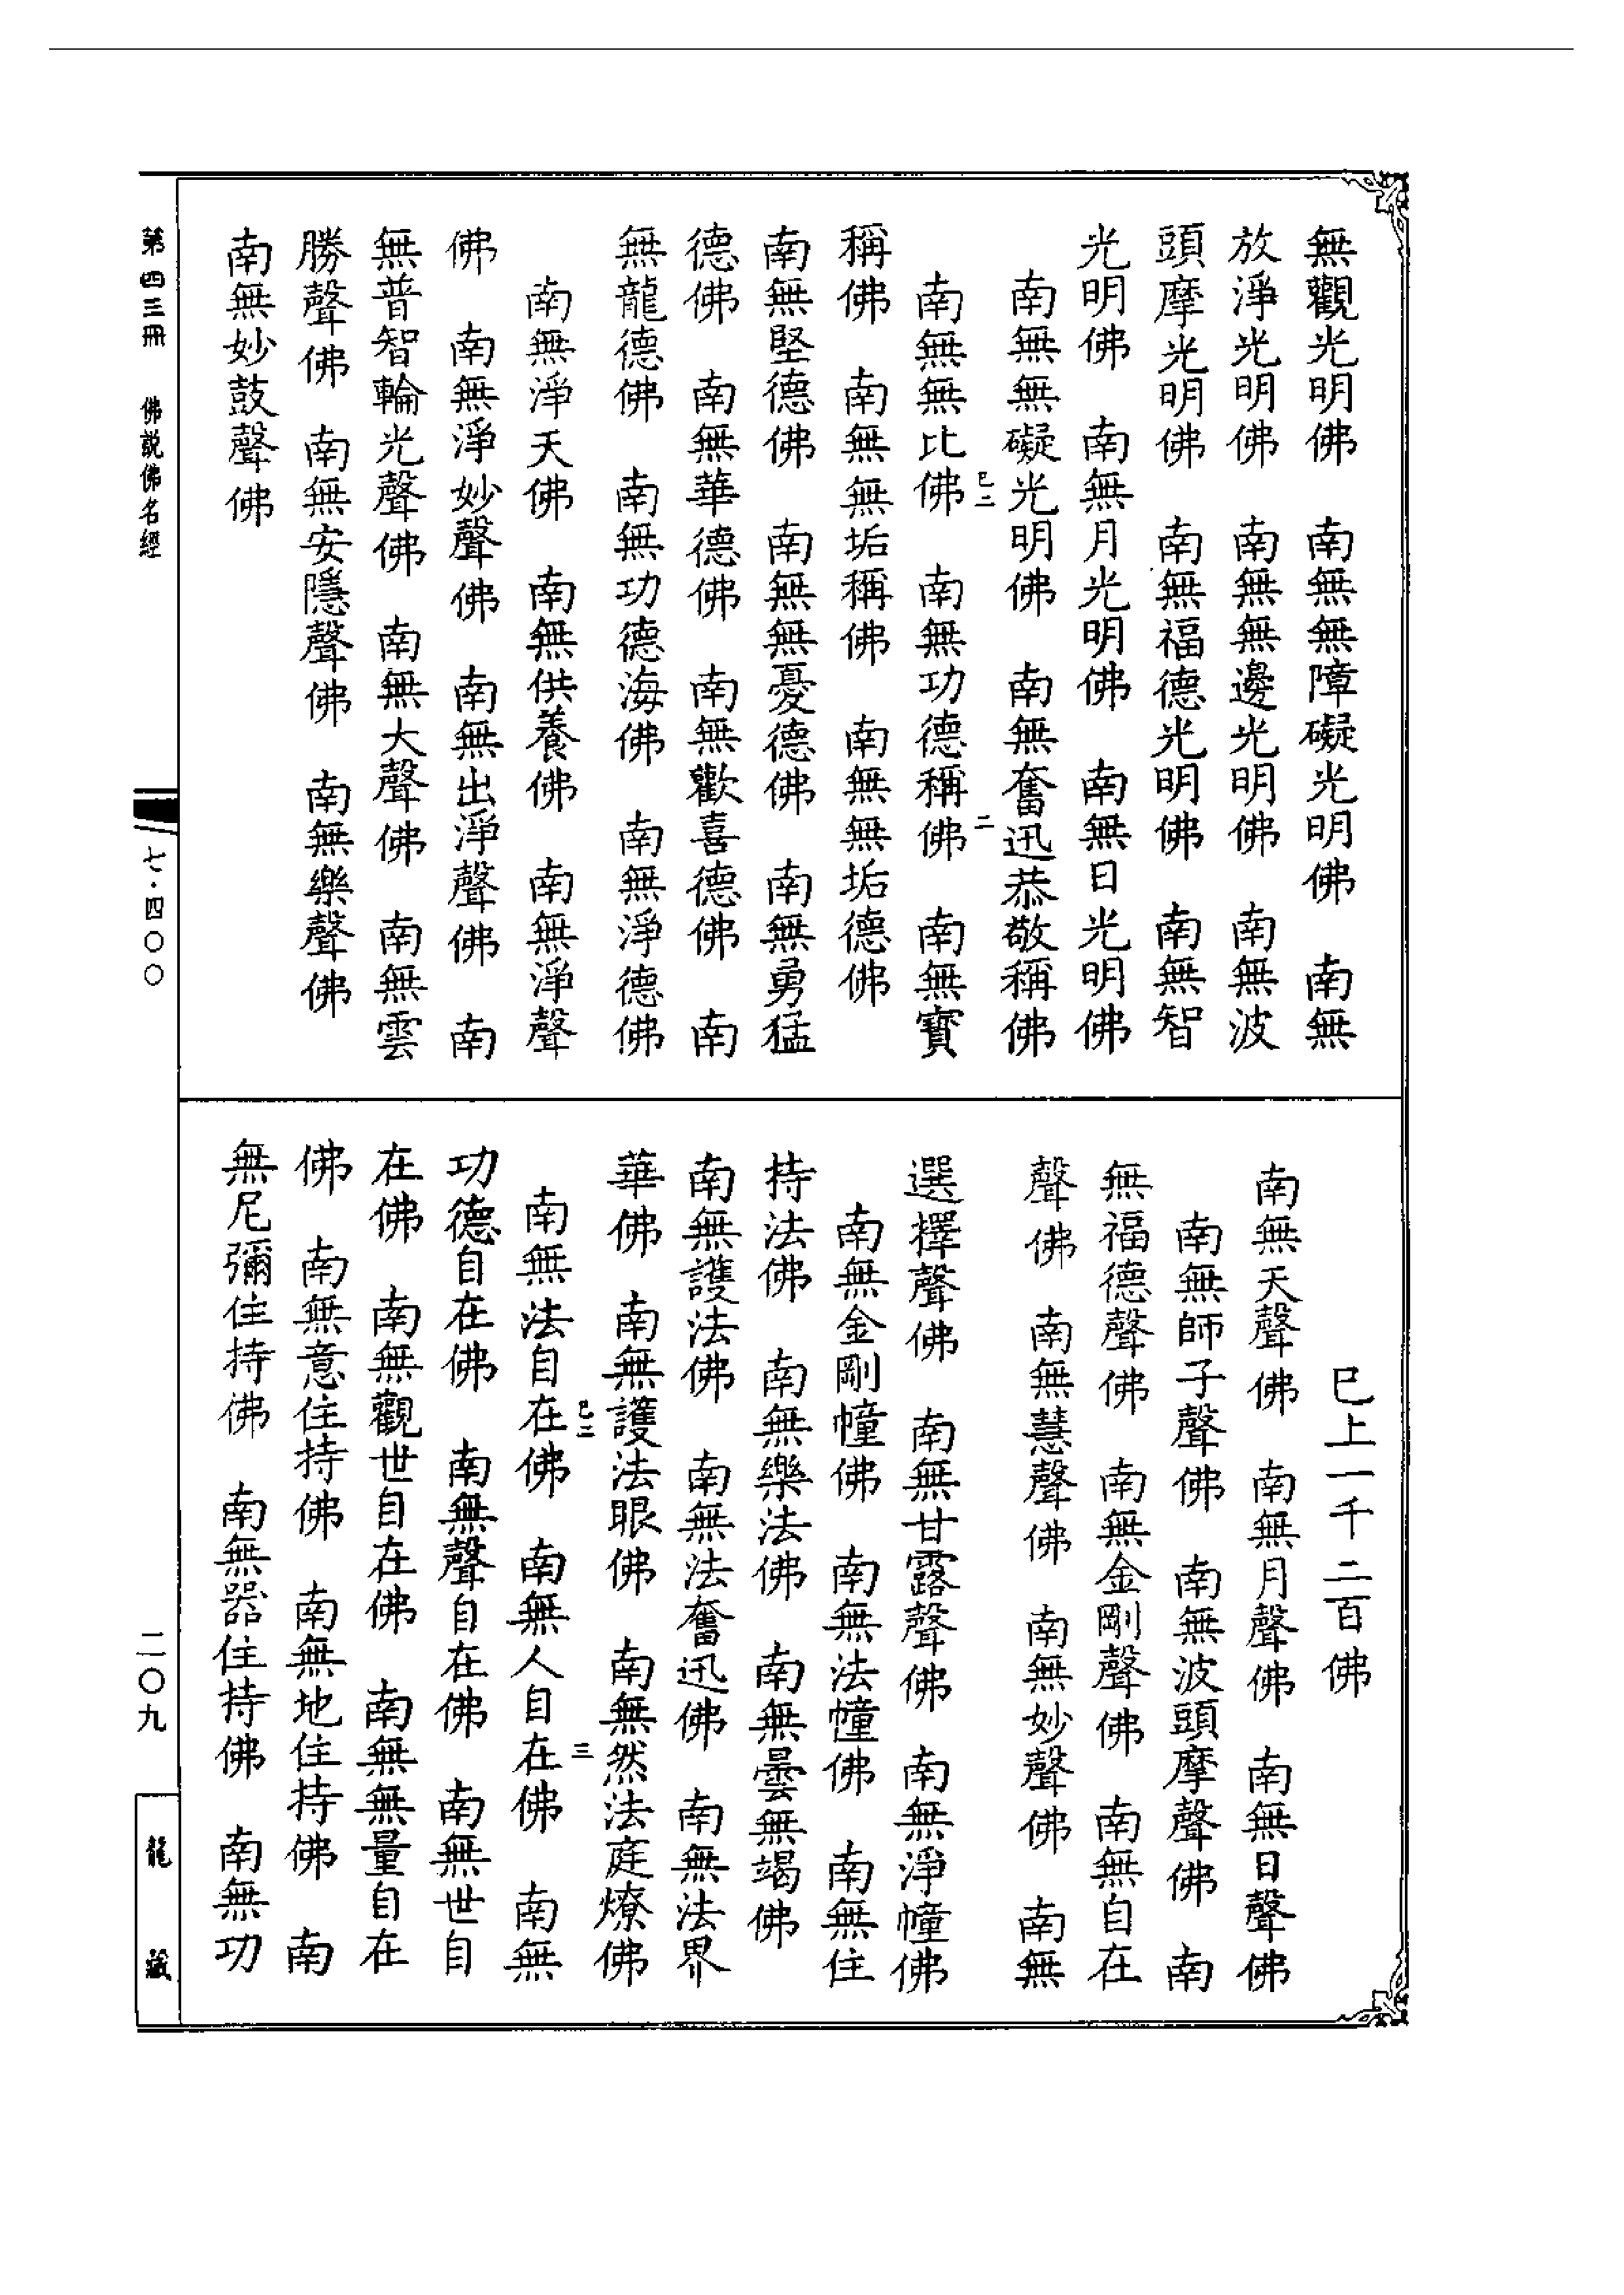 無觀光明佛　南無無障礙光明佛　南無
放淨光明佛　南無無邊光明佛　南無波
頭摩光明佛　南無福德光明佛　南無智
光明佛　南無月光明佛　南無日光明佛
南無無礙光明佛　南無奮迅恭敬稱佛
南無無比佛　南無功德稱佛　南無寶
巳二　二
稱佛　南無無垢稱佛　南無無垢德佛
南無堅德佛　南無無憂德佛　南無勇猛
德佛　南無華德佛　南無歡喜德佛　南
無龍德佛　南無功德海佛　南無淨德佛
南無淨天佛　南無供養佛　南無淨聲
佛　南無淨妙聲佛　南無出淨聲佛　南
無普智輪光聲佛　南無大聲佛　南無雲
勝聲佛　南無安隱聲佛　南無樂聲佛
南無妙鼓聲佛
巳上一千二百佛
南無天聲佛　南無月聲佛　南無日聲佛
南無師子聲佛　南無波頭摩聲佛　南
無福德聲佛　南無金剛聲佛　南無自在
聲佛　南無慧聲佛　南無妙聲佛　南無
選擇聲佛　南無甘露聲佛　南無淨幢佛
南無金剛幢佛　南無法幢佛　南無住
持法佛　南無樂法佛　南無曇無竭佛
南無護法佛　南無法奮迅佛　南無法界
華佛　南無護法眼佛　南無然法庭燎佛
南無法自在佛　南無人自在佛　南無
巳二　三
功德自在佛　南無聲自在佛　南無世自
在佛　南無觀世自在佛　南無無量自在
佛　南無意住持佛　南無地住持佛　南
無尼彌住持佛　南無器住持佛　南無功
第四三冊　佛説佛名經
七·四〇〇
二〇九
龍藏